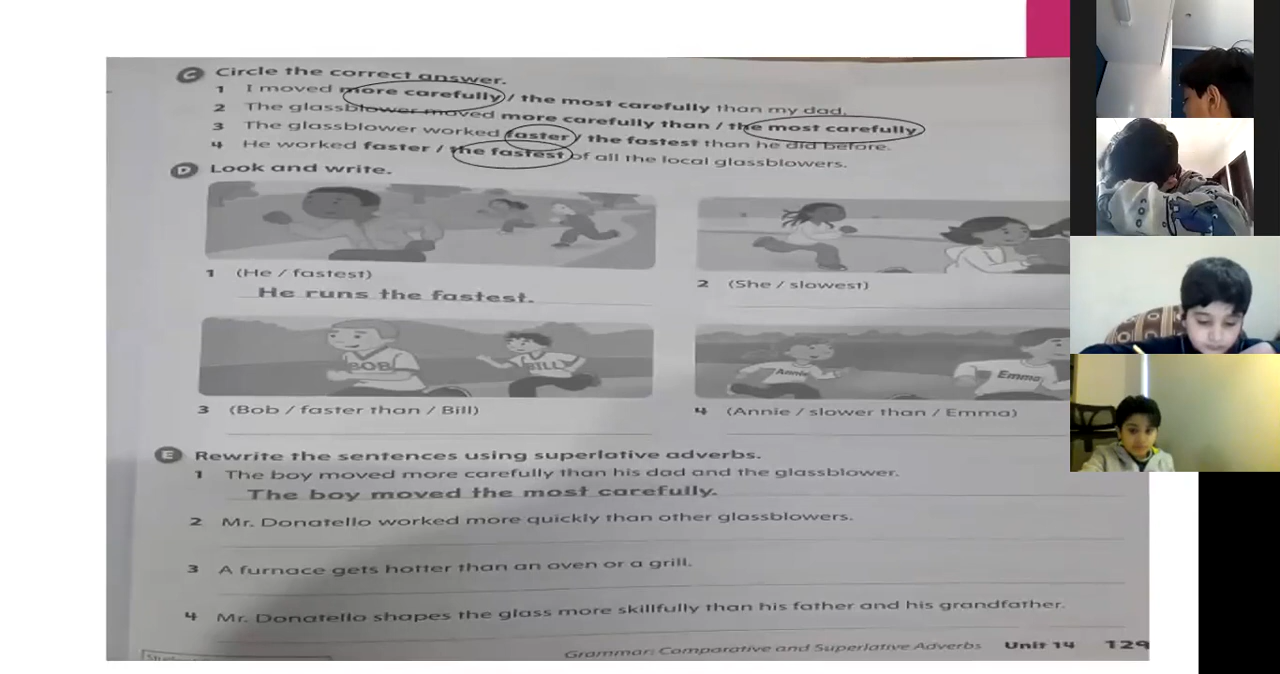 C Circle the correct answer.
1 I moved more carefully / the most carefully than my dad.
2 The glassblower moved more carefully than / the most carefully
3 The glassblower worked faster / the fastest than he did before.
4 He worked faster / the fastest of all the local glassblowers.
D Look and write.
1 (He / fastest)
He runs the fastest.
2 (She / slowest)
BOB BILL
Annie Emma
3 (Bob / faster than / Bill)
4 (Annie / slower than / Emma)
E Rewrite the sentences using superlative adverbs.
1 The boy moved more carefully than his dad and the glassblower.
The boy moved the most carefully.
2 Mr. Donatello worked more quickly than other glassblowers.
3 A furnace gets hotter than an oven or a grill.
4 Mr. Donatello shapes the glass more skillfully than his father and his grandfather.
Grammar: Comparative and Superlative Adverbs Unit 14 129